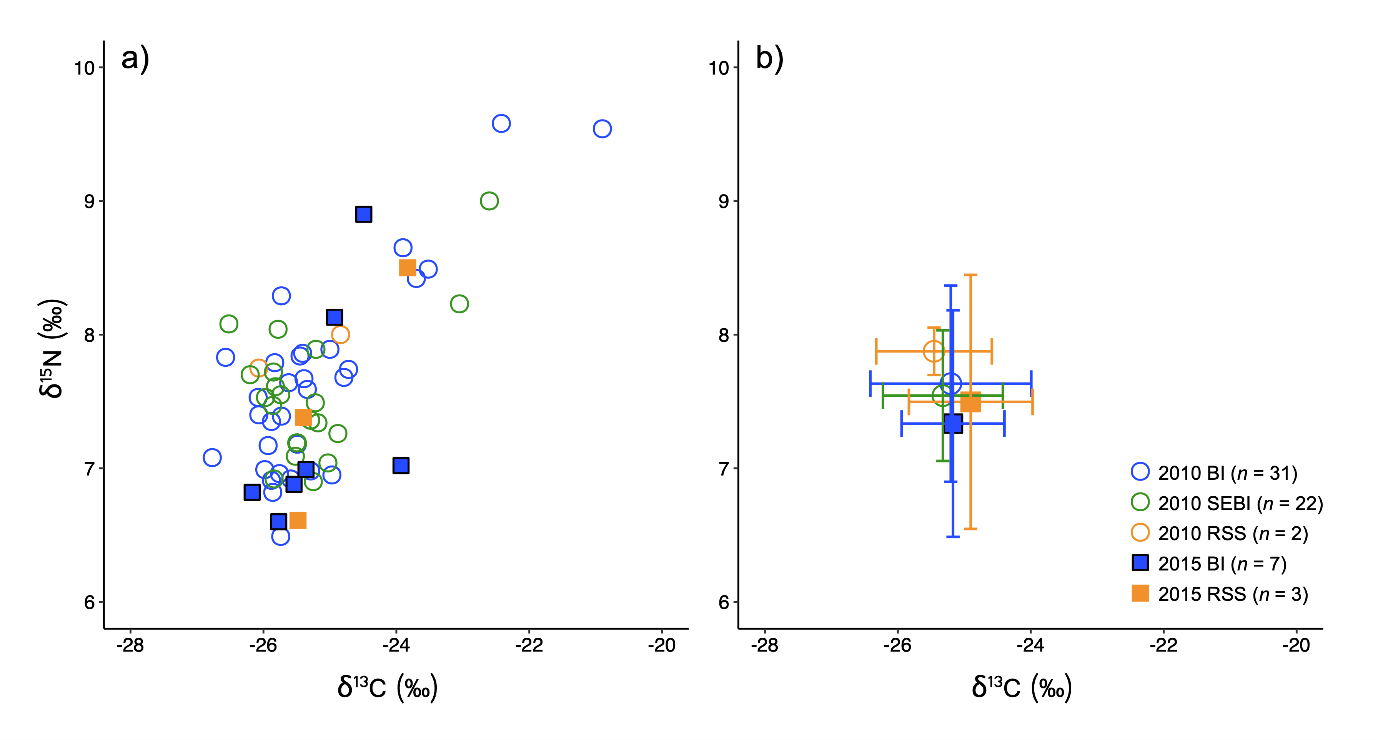 a)
10
9
8
7
6
δ¹⁵N (‰)
-28 -26 -24 -22 -20
δ¹³C (‰)
b)
10
9
8
7
6
2010 BI (n = 31)
2010 SEBI (n = 22)
2010 RSS (n = 2)
2015 BI (n = 7)
2015 RSS (n = 3)
-28 -26 -24 -22 -20
δ¹³C (‰)